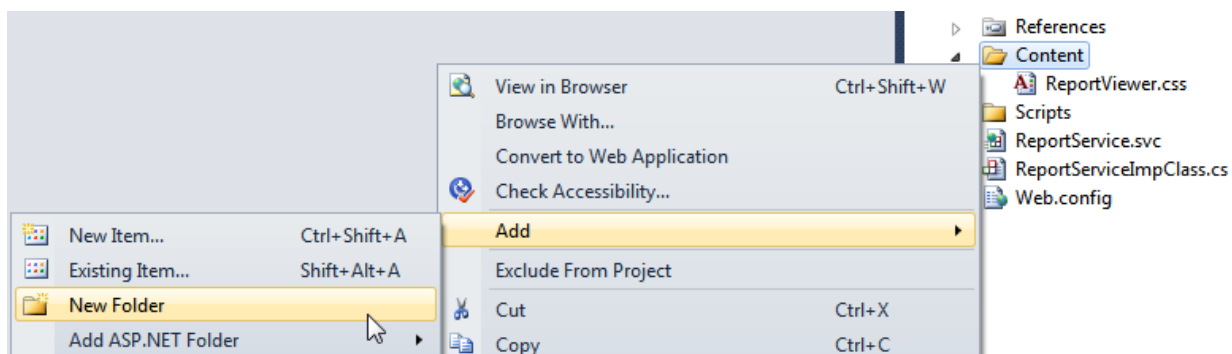 References
Content
ReportViewer.css
Scripts
ReportService.svc
ReportServiceImpClass.cs
Web.config
View in Browser Ctrl+Shift+W
Browse With...
Convert to Web Application
Check Accessibility...
Add
Exclude From Project
Cut Ctrl+X
Copy Ctrl+C
New Item... Ctrl+Shift+A
Existing Item... Shift+Alt+A
New Folder
Add ASP.NET Folder